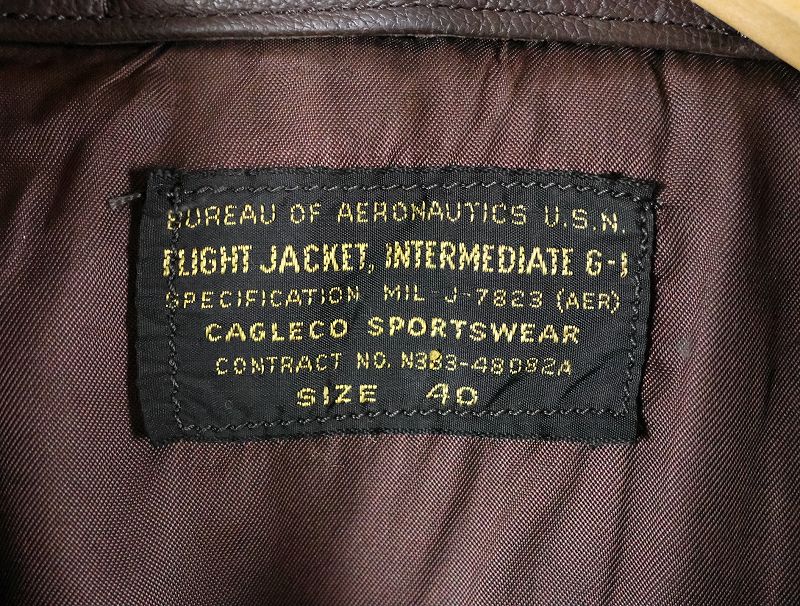 BUREAU OF AERONAUTICS U.S.N.
FLIGHT JACKET, INTERMEDIATE G-1
SPECIFICATION MIL-J-7823 (AER)
CAGLECO SPORTSWEAR
CONTRACT NO. N383-48082A
SIZE 40